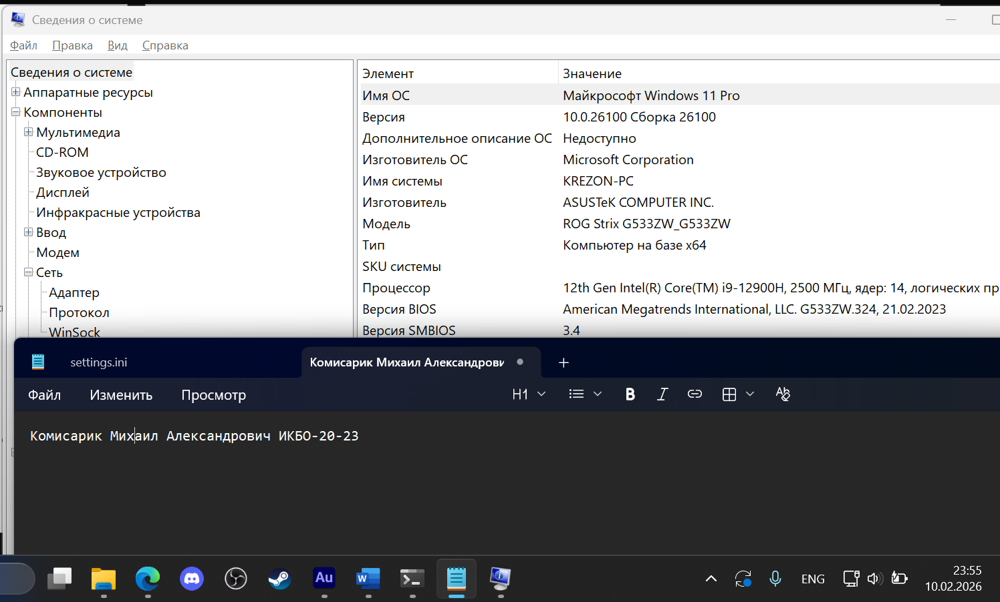 Сведения о системе
Файл Правка Вид Справка
Сведения о системе
Аппаратные ресурсы
Компоненты
Мультимедиа
CD-ROM
Звуковое устройство
Дисплей
Инфракрасные устройства
Ввод
Модем
Сеть
Адаптер
Протокол
WinSock
Элемент Значение
Имя ОС Майкрософт Windows 11 Pro
Версия 10.0.26100 Сборка 26100
Дополнительное описание ОС Недоступно
Изготовитель ОС Microsoft Corporation
Имя системы KREZON-PC
Изготовитель ASUSTeK COMPUTER INC.
Модель ROG Strix G533ZW_G533ZW
Тип Компьютер на базе x64
SKU системы
Процессор 12th Gen Intel(R) Core(TM) i9-12900H, 2500 МГц, ядер: 14, логических пр
Версия BIOS American Megatrends International, LLC. G533ZW.324, 21.02.2023
Версия SMBIOS 3.4
settings.ini Комисарик Михаил Александрови
Файл Изменить Просмотр H1 B I
Комисарик Михаил Александрович ИКБО-20-23
Au W ENG 23:55
10.02.2026